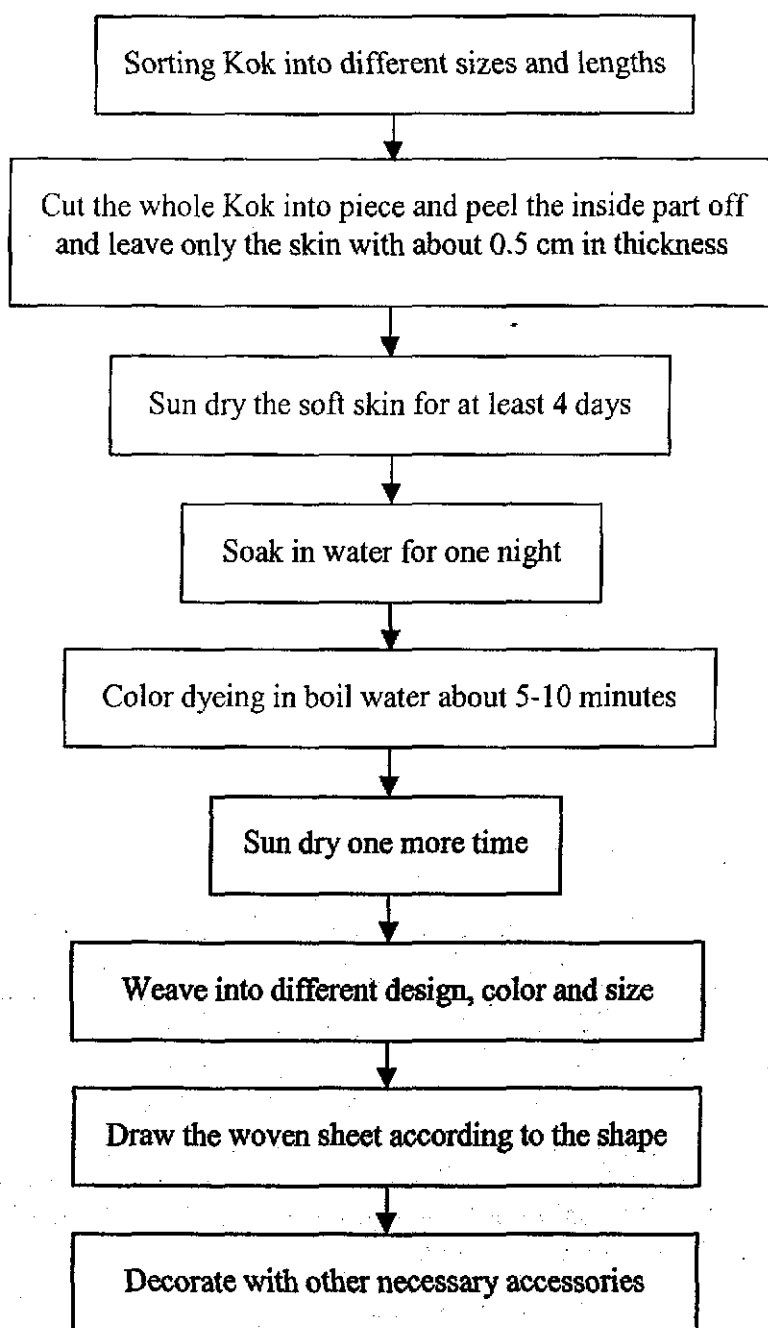 Sorting Kok into different sizes and lengths
Cut the whole Kok into piece and peel the inside part off
and leave only the skin with about 0.5 cm in thickness
Sun dry the soft skin for at least 4 days
Soak in water for one night
Color dyeing in boil water about 5-10 minutes
Sun dry one more time
Weave into different design, color and size
Draw the woven sheet according to the shape
Decorate with other necessary accessories